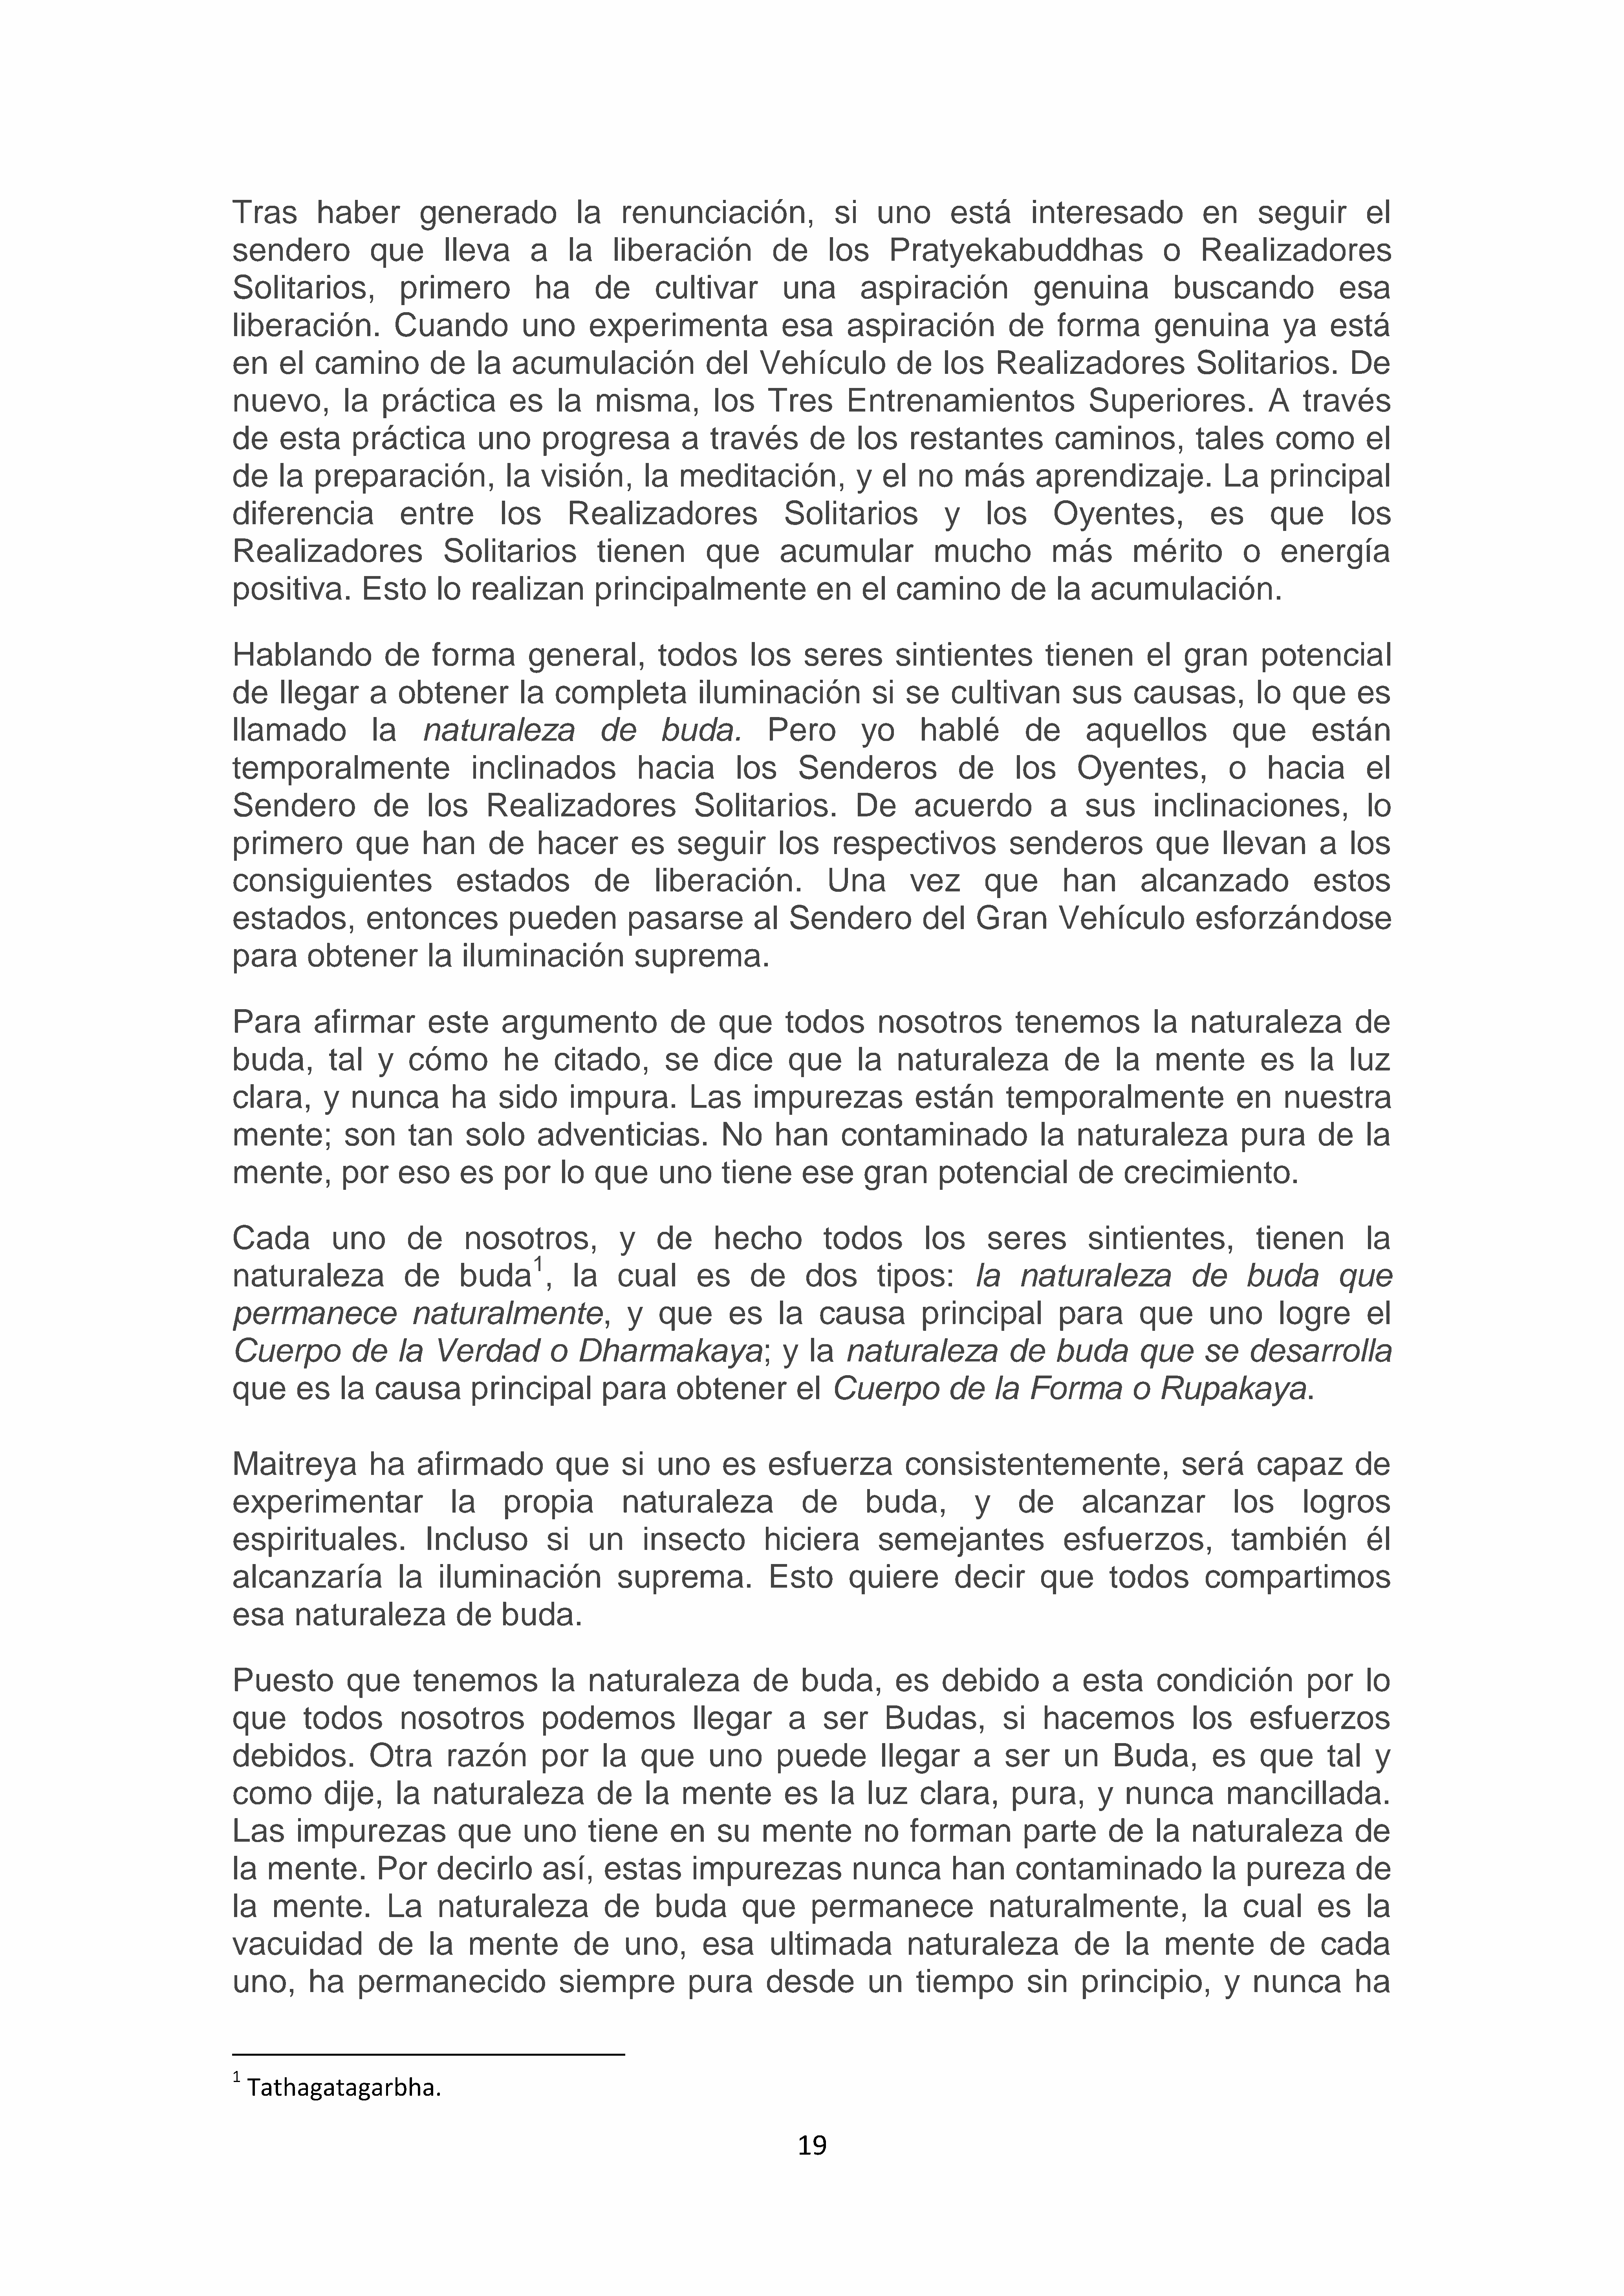 Tras haber generado la renunciación, si uno está interesado en seguir el
sendero que lleva a la liberación de los Pratyekabuddhas o Realizadores
Solitarios, primero ha de cultivar una aspiración genuina buscando esa
liberación. Cuando uno experimenta esa aspiración de forma genuina ya está
en el camino de la acumulación del Vehículo de los Realizadores Solitarios. De
nuevo, la práctica es la misma, los Tres Entrenamientos Superiores. A través
de esta práctica uno progresa a través de los restantes caminos, tales como el
de la preparación, la visión, la meditación, y el no más aprendizaje. La principal
diferencia entre los Realizadores Solitarios y los Oyentes, es que los
Realizadores Solitarios tienen que acumular mucho más mérito o energía
positiva. Esto lo realizan principalmente en el camino de la acumulación.
Hablando de forma general, todos los seres sintientes tienen el gran potencial
de llegar a obtener la completa iluminación si se cultivan sus causas, lo que es
llamado la naturaleza de buda. Pero yo hablé de aquellos que están
temporalmente inclinados hacia los Senderos de los Oyentes, o hacia el
Sendero de los Realizadores Solitarios. De acuerdo a sus inclinaciones, lo
primero que han de hacer es seguir los respectivos senderos que llevan a los
consiguientes estados de liberación. Una vez que han alcanzado estos
estados, entonces pueden pasarse al Sendero del Gran Vehículo esforzándose
para obtener la iluminación suprema.
Para afirmar este argumento de que todos nosotros tenemos la naturaleza de
buda, tal y cómo he citado, se dice que la naturaleza de la mente es la luz
clara, y nunca ha sido impura. Las impurezas están temporalmente en nuestra
mente; son tan solo adventicias. No han contaminado la naturaleza pura de la
mente, por eso es por lo que uno tiene ese gran potencial de crecimiento.
Cada uno de nosotros, y de hecho todos los seres sintientes, tienen la
naturaleza de buda¹, la cual es de dos tipos: la naturaleza de buda que
permanece naturalmente, y que es la causa principal para que uno logre el
Cuerpo de la Verdad o Dharmakaya; y la naturaleza de buda que se desarrolla
que es la causa principal para obtener el Cuerpo de la Forma o Rupakaya.
Maitreya ha afirmado que si uno es esfuerza consistentemente, será capaz de
experimentar la propia naturaleza de buda, y de alcanzar los logros
espirituales. Incluso si un insecto hiciera semejantes esfuerzos, también él
alcanzaría la iluminación suprema. Esto quiere decir que todos compartimos
esa naturaleza de buda.
Puesto que tenemos la naturaleza de buda, es debido a esta condición por lo
que todos nosotros podemos llegar a ser Budas, si hacemos los esfuerzos
debidos. Otra razón por la que uno puede llegar a ser un Buda, es que tal y
como dije, la naturaleza de la mente es la luz clara, pura, y nunca mancillada.
Las impurezas que uno tiene en su mente no forman parte de la naturaleza de
la mente. Por decirlo así, estas impurezas nunca han contaminado la pureza de
la mente. La naturaleza de buda que permanece naturalmente, la cual es la
vacuidad de la mente de uno, esa ultimada naturaleza de la mente de cada
uno, ha permanecido siempre pura desde un tiempo sin principio, y nunca ha
¹ Tathagatagarbha.
19